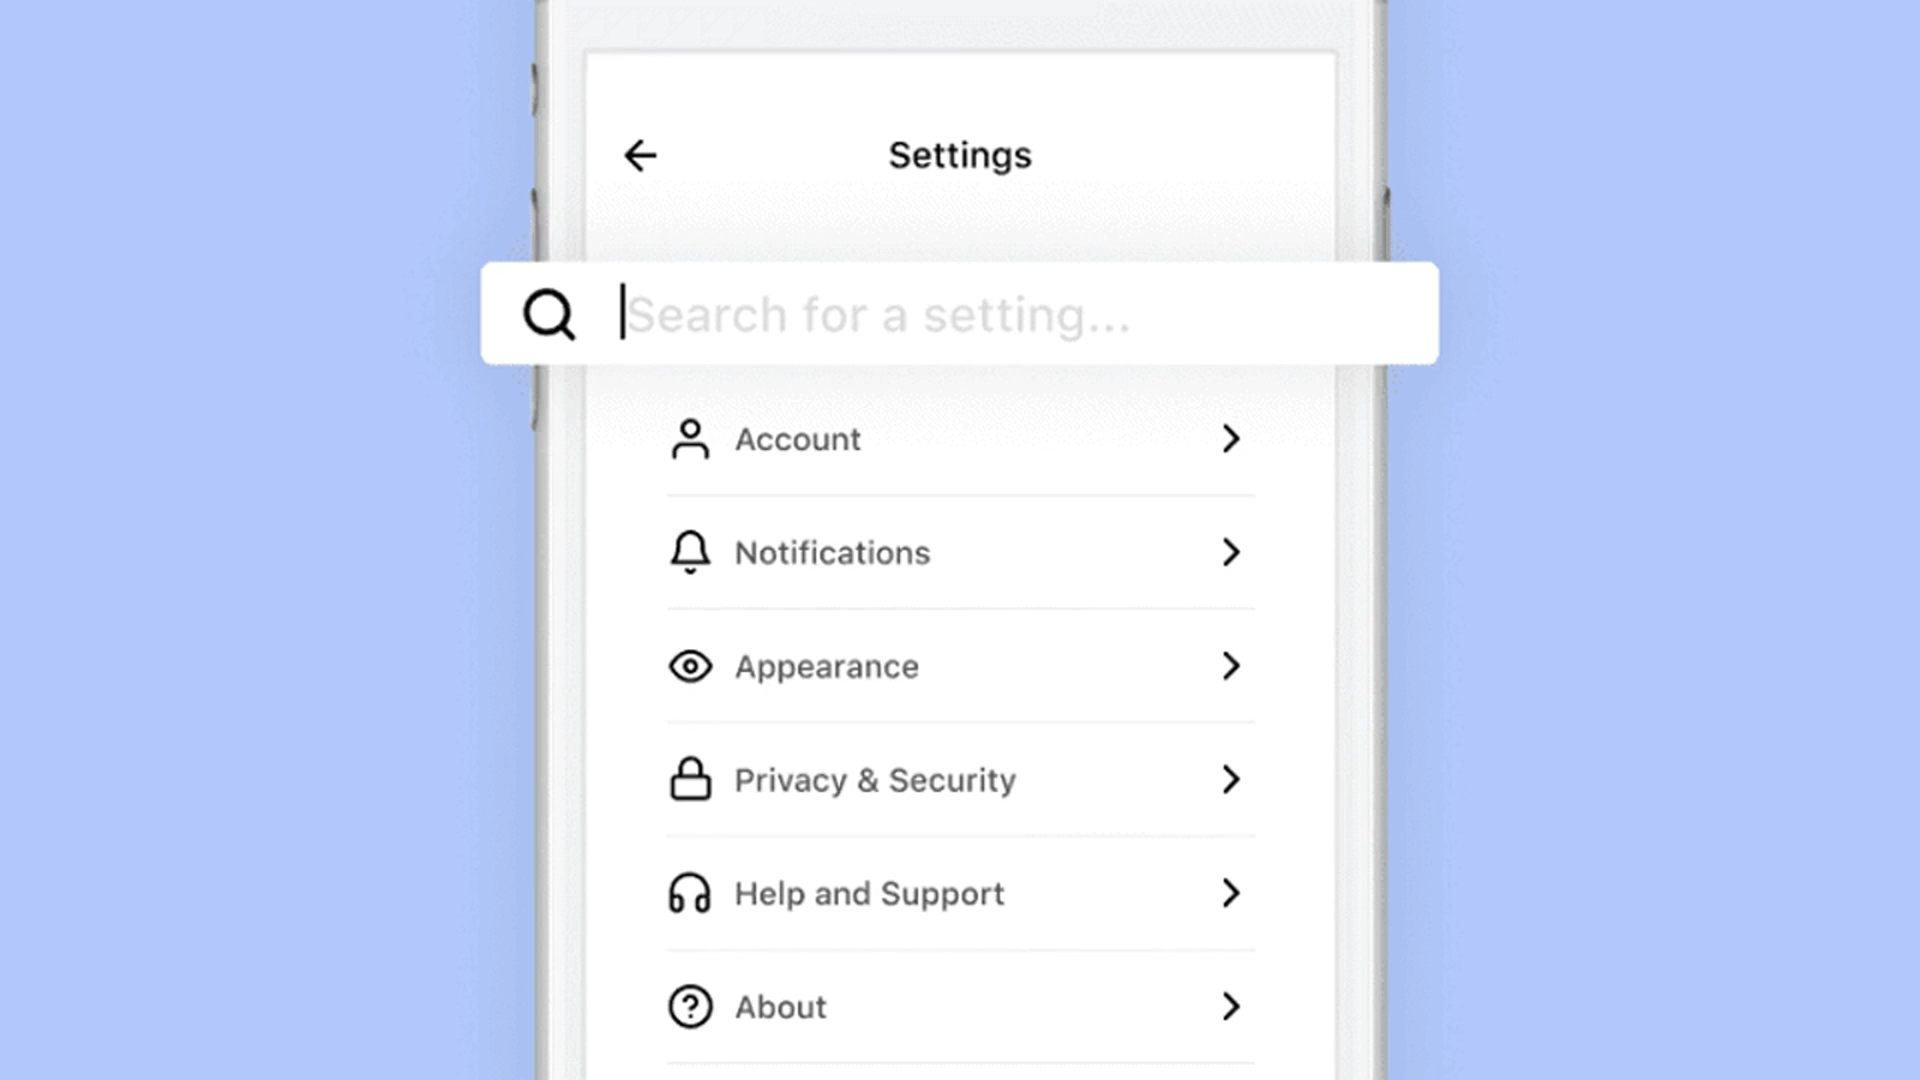 Settings
Search for a setting...
Account
Notifications
Appearance
Privacy & Security
Help and Support
About